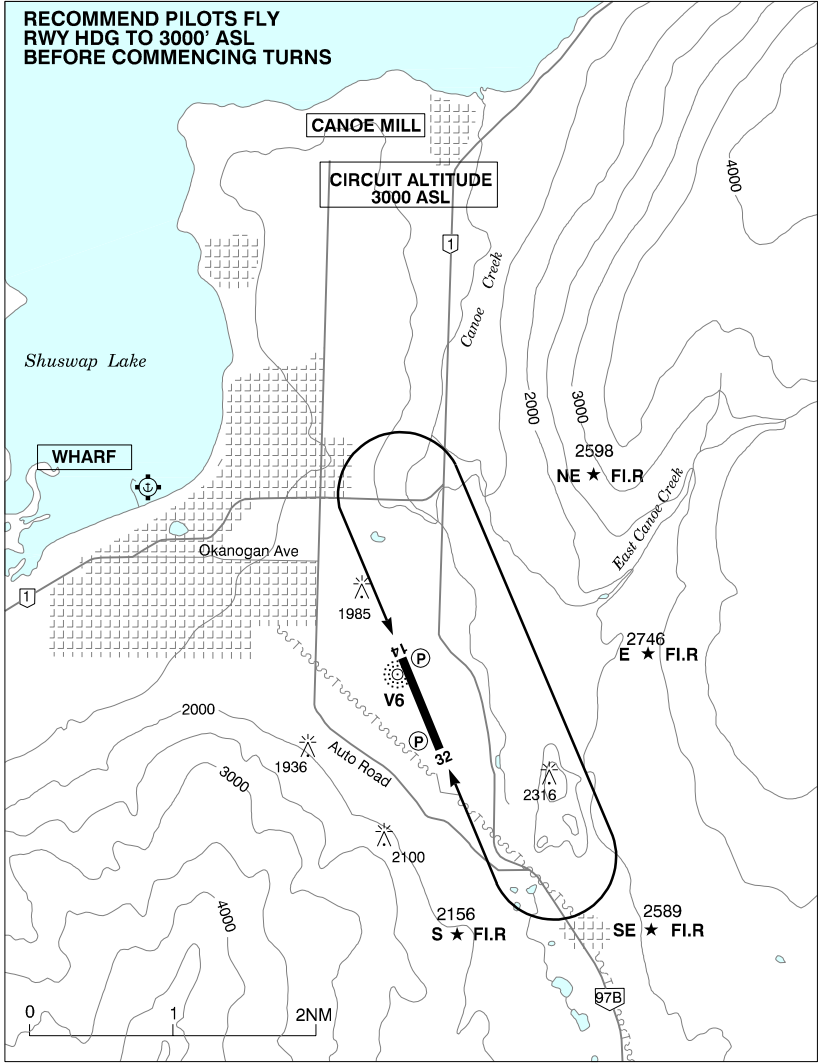 RECOMMEND PILOTS FLY
RWY HDG TO 3000' ASL
BEFORE COMMENCING TURNS
CANOE MILL
CIRCUIT ALTITUDE
3000 ASL
4000
1
Canoe Creek
Shuswap Lake
2000
3000
2598
NE ★ Fl.R
WHARF
East Canoe Creek
Okanogan Ave
1
1985
14
P
2746
E ★ Fl.R
V6
2000
P
32
1936
Auto Road
3000
2316
2100
4000
2156
S ★ Fl.R
2589
SE ★ Fl.R
97B
0 1 2NM